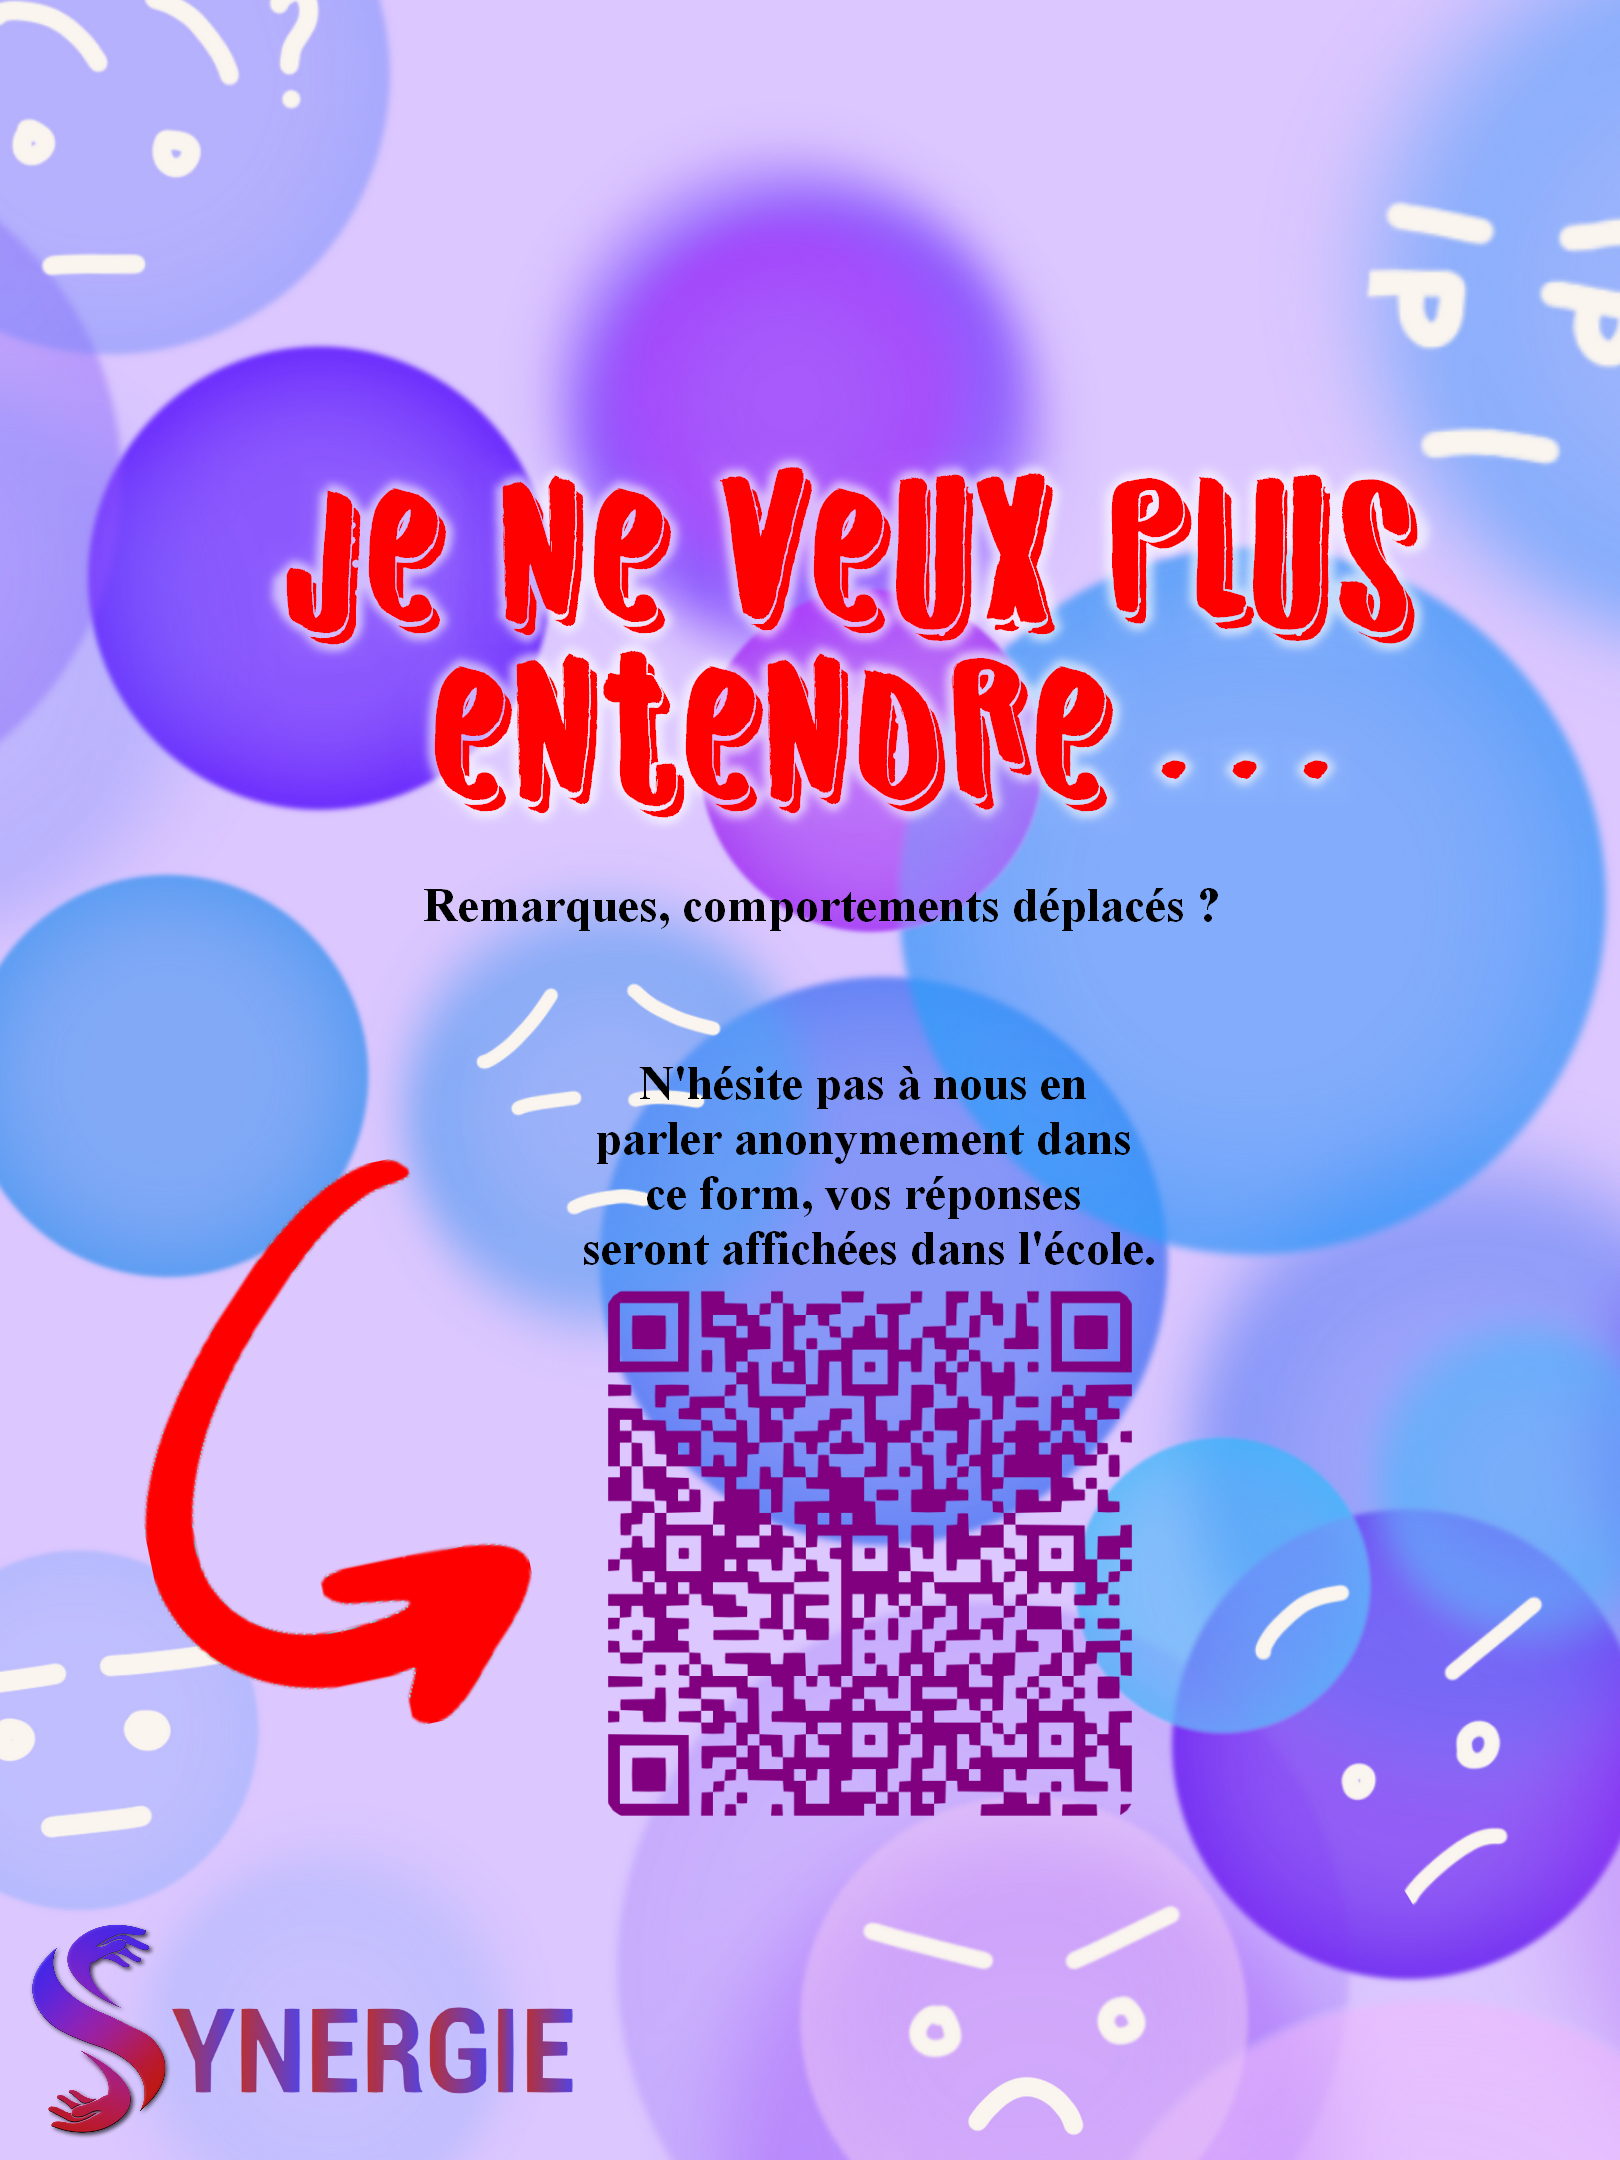 ?
Je ne veux plus
entendre ...
Remarques, comportements déplacés ?
N'hésite pas à nous en
parler anonymement dans
ce form, vos réponses
seront affichées dans l'école.
SYNERGIE